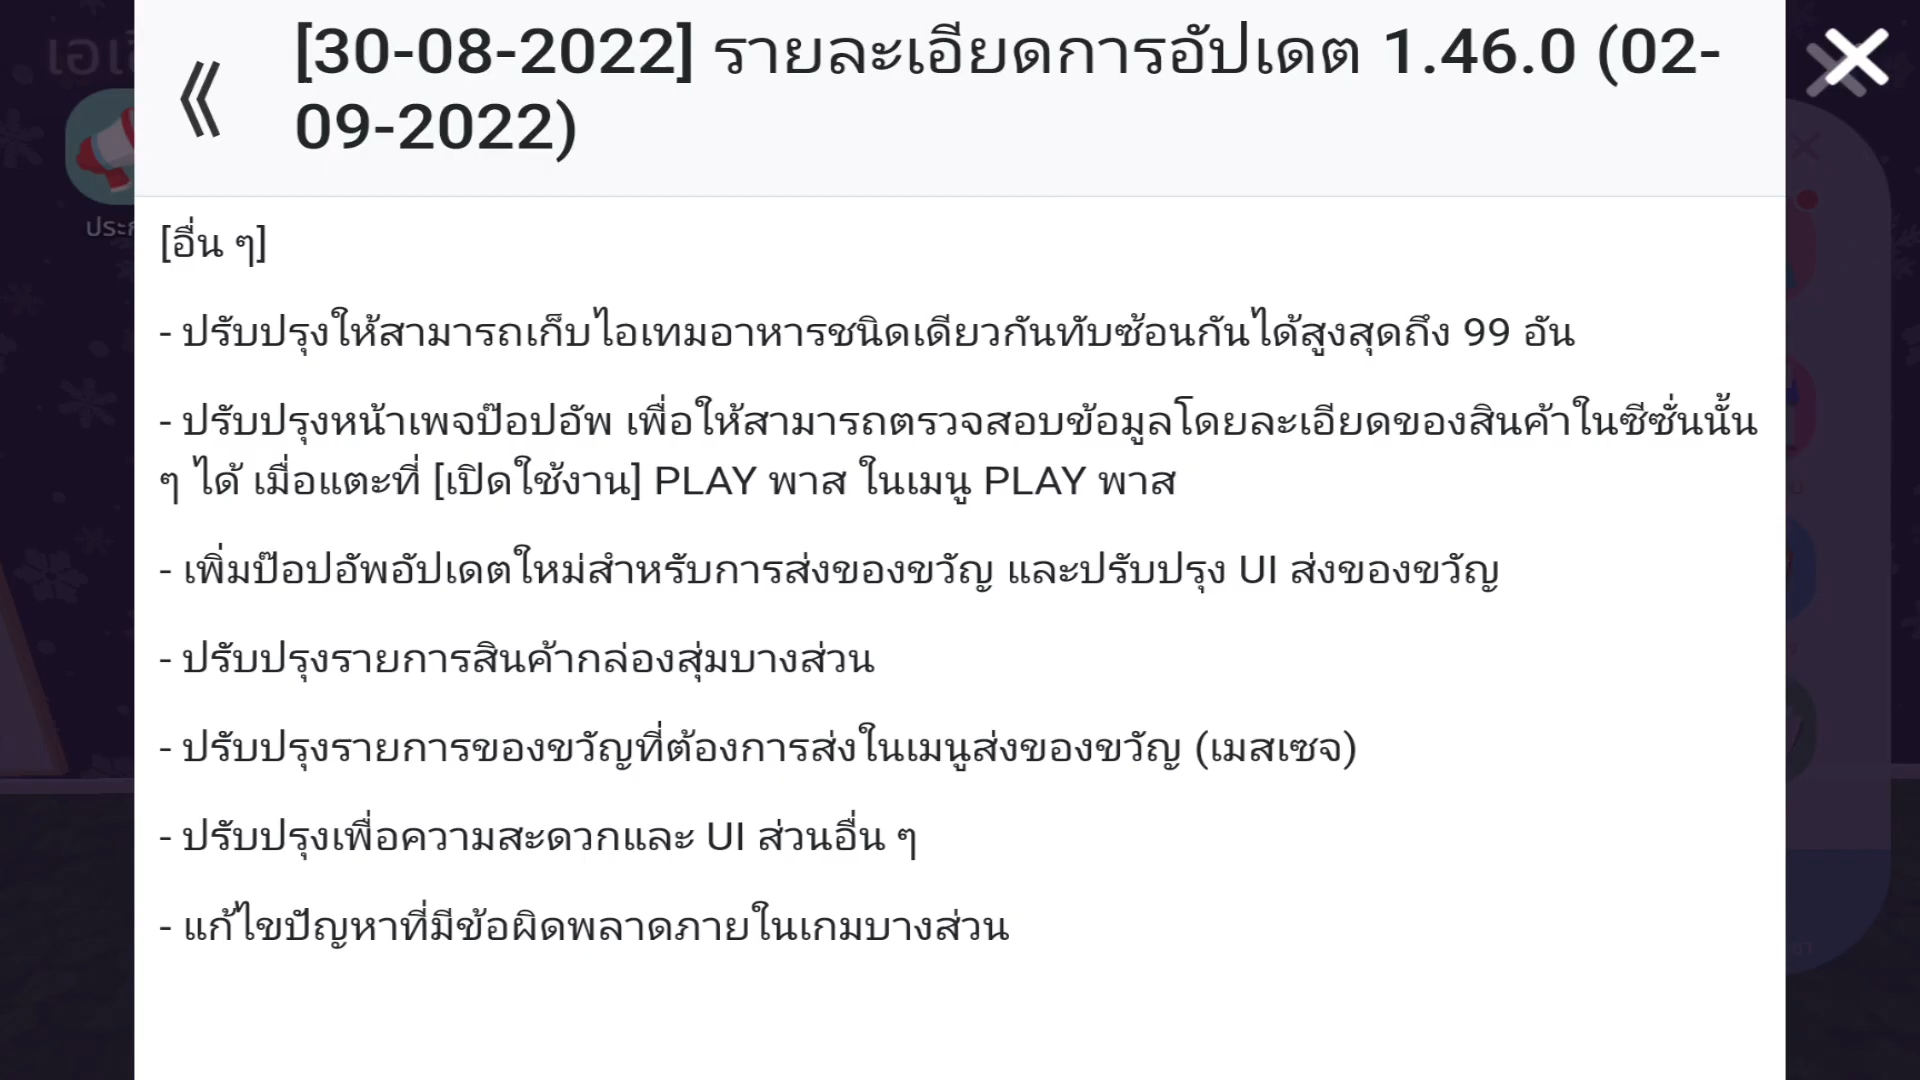 [30-08-2022] รายละเอียดการอัปเดต 1.46.0 (02-
09-2022)
[อื่น ๆ]
- ปรับปรุงให้สามารถเก็บไอเทมอาหารชนิดเดียวกันทับซ้อนกันได้สูงสุดถึง 99 อัน
- ปรับปรุงหน้าเพจป๊อปอัพ เพื่อให้สามารถตรวจสอบข้อมูลโดยละเอียดของสินค้าในซีซั่นนั้น
ๆ ได้ เมื่อแตะที่ [เปิดใช้งาน] PLAY พาส ในเมนู PLAY พาส
- เพิ่มป๊อปอัพอัปเดตใหม่สำหรับการส่งของขวัญ และปรับปรุง UI ส่งของขวัญ
- ปรับปรุงรายการสินค้ากล่องสุ่มบางส่วน
- ปรับปรุงรายการของขวัญที่ต้องการส่งในเมนูส่งของขวัญ (เมสเซจ)
- ปรับปรุงเพื่อความสะดวกและ UI ส่วนอื่น ๆ
- แก้ไขปัญหาที่มีข้อผิดพลาดภายในเกมบางส่วน